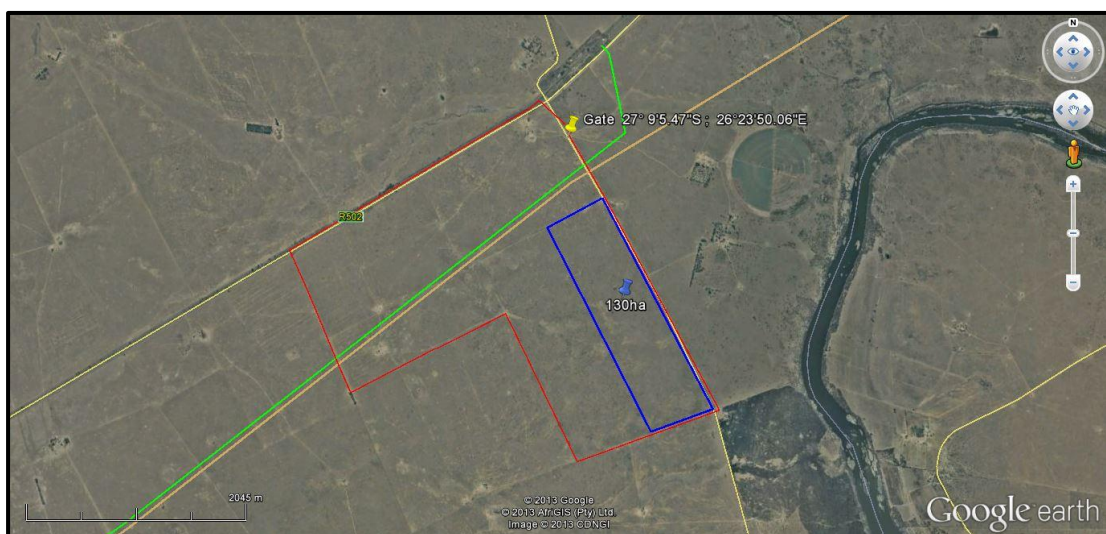 N
Gate 27° 9'5.47"S ; 26°23'50.06"E
R502
130ha
2045 m
© 2013 Google
© 2013 AfriGIS (Pty) Ltd.
Image © 2013 CDNGI
Google earth